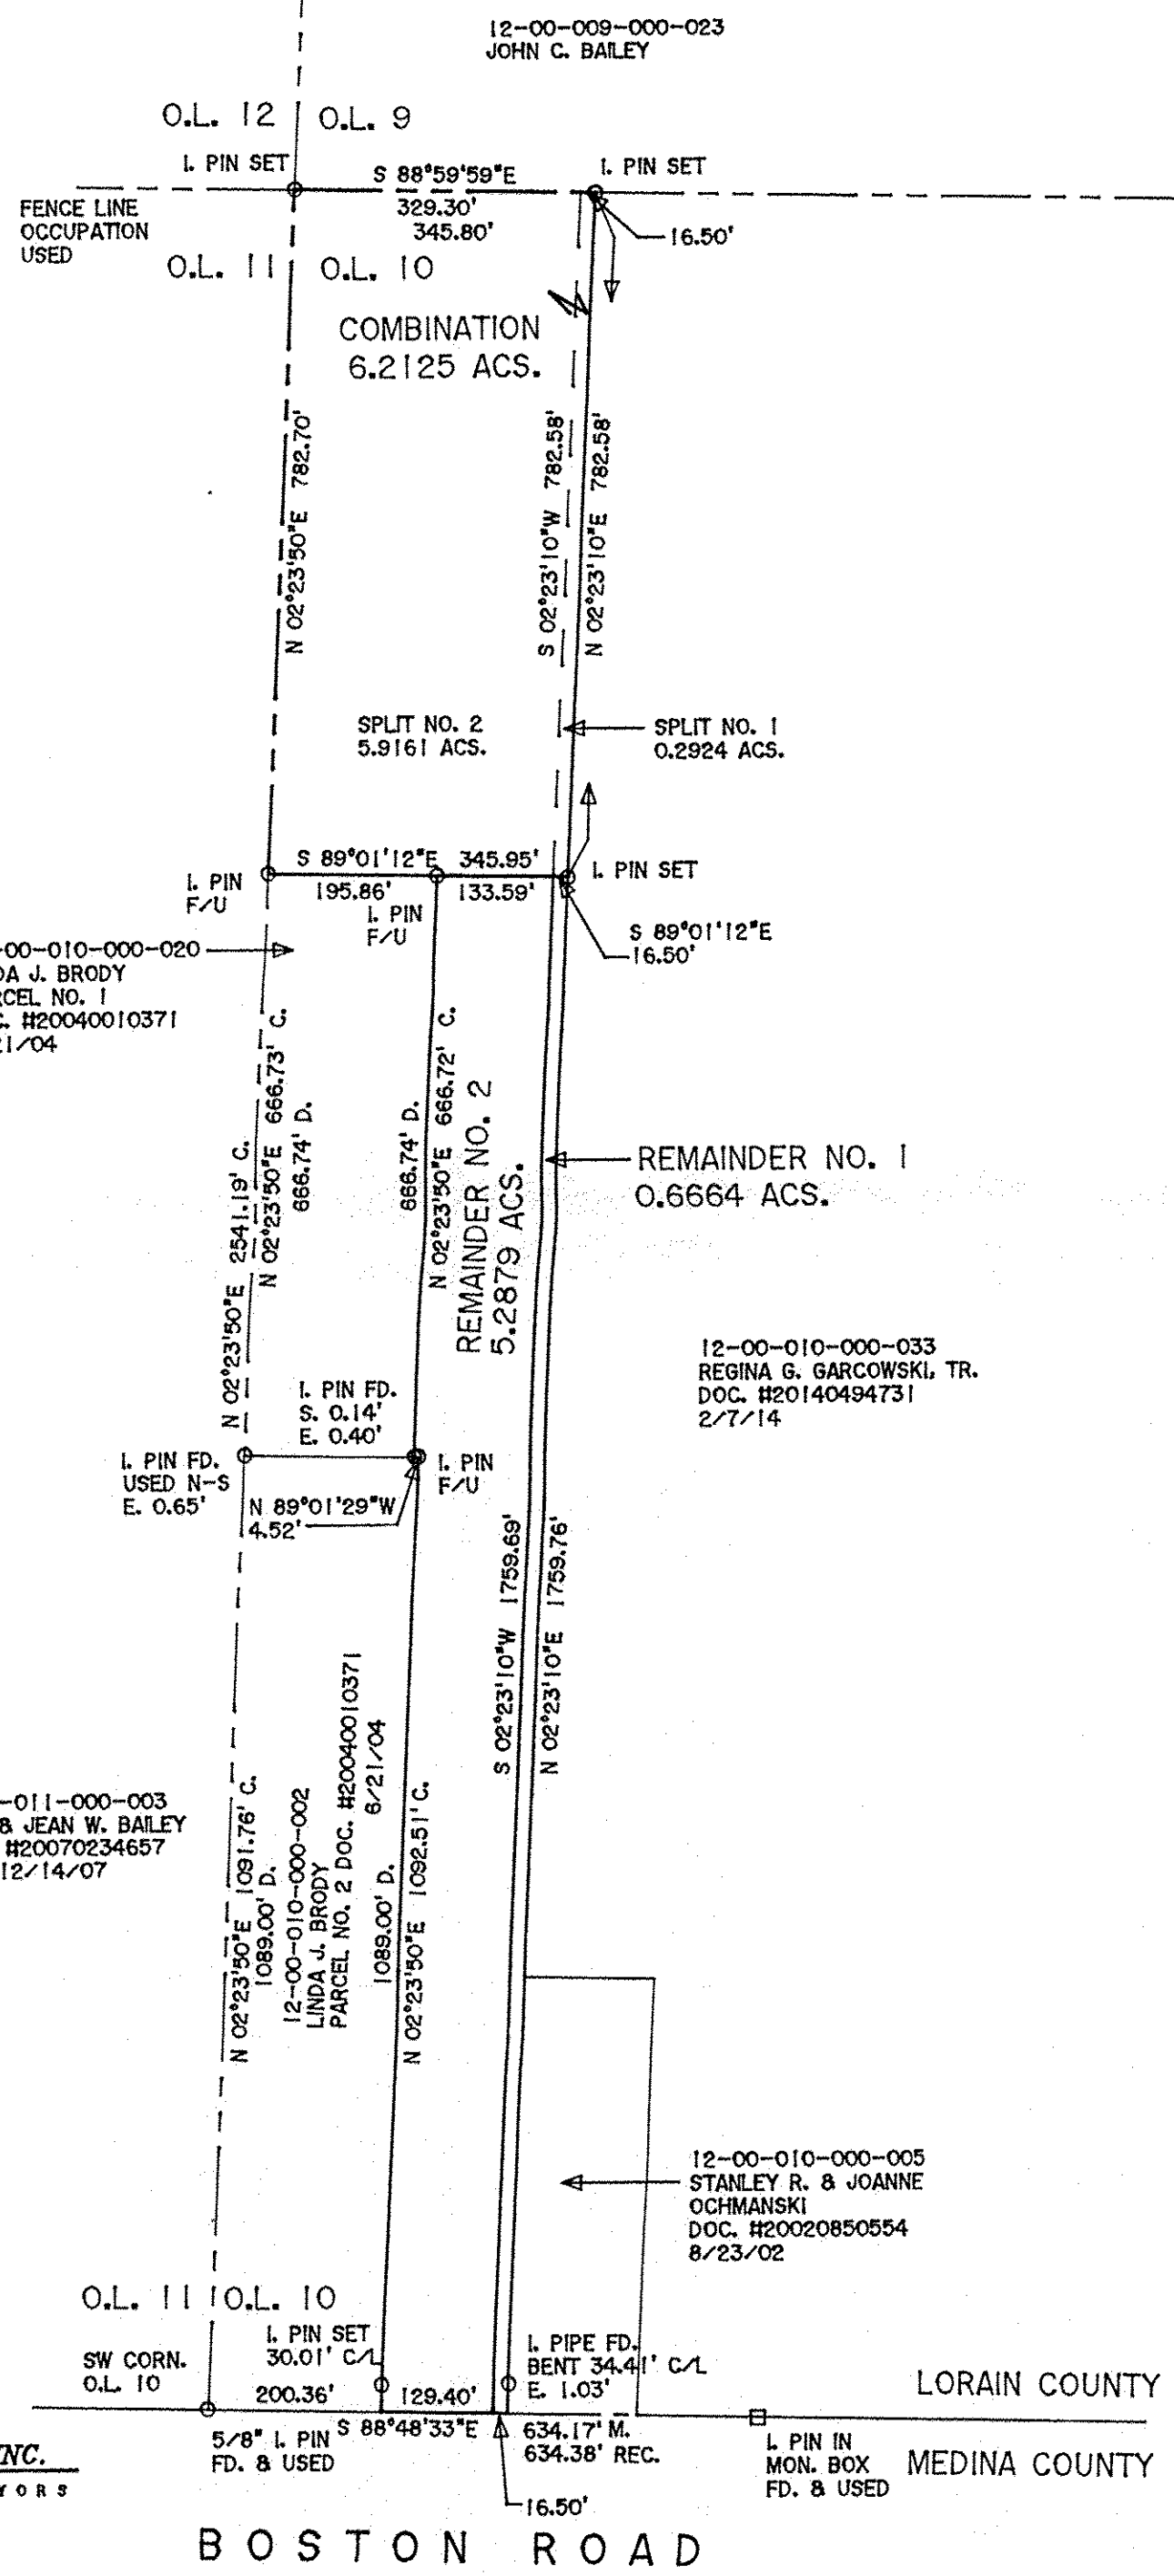 12-00-009-000-023
JOHN C. BAILEY
O.L. 12 O.L. 9
I. PIN SET
S 88°59'59"E
I. PIN SET
FENCE LINE
OCCUPATION
USED
329.30'
345.80'
16.50'
O.L. 11 O.L. 10
COMBINATION
6.2125 ACS.
N 02°23'50"E 782.70'
S 02°23'10"W 782.58'
N 02°23'10"E 782.58'
SPLIT NO. 2
5.9161 ACS.
SPLIT NO. 1
0.2924 ACS.
S 89°01'12"E 345.95'
I. PIN SET
I. PIN
F/U
195.86'
133.59'
I. PIN
F/U
S 89°01'12"E
16.50'
-00-010-000-020
DA J. BRODY
RCEL NO. 1
C. #20040010371
21/04
N 02°23'50"E 2541.19' C.
N 02°23'50"E 666.73' C.
666.74' D.
666.74' D.
N 02°23'50"E 666.72' C.
REMAINDER NO. 2
5.2879 ACS.
REMAINDER NO. 1
0.6664 ACS.
12-00-010-000-033
REGINA G. GARCOWSKI, TR.
DOC. #20140494731
2/7/14
I. PIN FD.
S. 0.14'
E. 0.40'
I. PIN FD.
USED N-S
E. 0.65'
I. PIN
F/U
N 89°01'29"W
4.52'
S 02°23'10"W 1759.69'
N 02°23'10"E 1759.76'
-011-000-003
& JEAN W. BAILEY
#20070234657
12/14/07
N 02°23'50"E 1091.76' C.
1089.00' D.
12-00-010-000-002
LINDA J. BRODY
PARCEL NO. 2 DOC. #20040010371
6/21/04
1089.00' D.
N 02°23'50"E 1092.51' C.
12-00-010-000-005
STANLEY R. & JOANNE
OCHMANSKI
DOC. #20020850554
8/23/02
O.L. 11 O.L. 10
SW CORN.
O.L. 10
I. PIN SET
30.01' C/L
I. PIPE FD.
BENT 34.41' C/L
E. 1.03'
200.36'
129.40'
LORAIN COUNTY
5/8" I. PIN
FD. & USED
S 88°48'33"E
634.17' M.
634.38' REC.
I. PIN IN
MON. BOX
FD. & USED
MEDINA COUNTY
NC.
YORS
16.50'
BOSTON ROAD